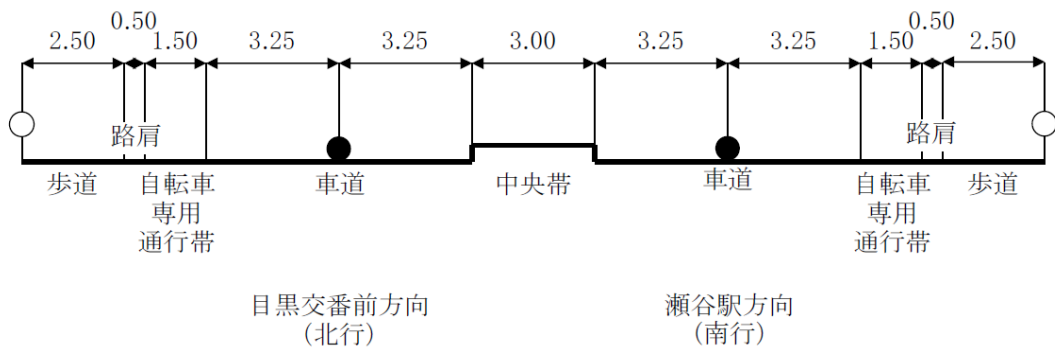 0.50
0.50
2.50 1.50 3.25 3.25 3.00 3.25 3.25 1.50 2.50
路肩
路肩
歩道
自転車
専用
通行帯
車道
中央帯
車道
自転車
専用
通行帯
歩道
目黒交番前方向
(北行)
瀬谷駅方向
(南行)